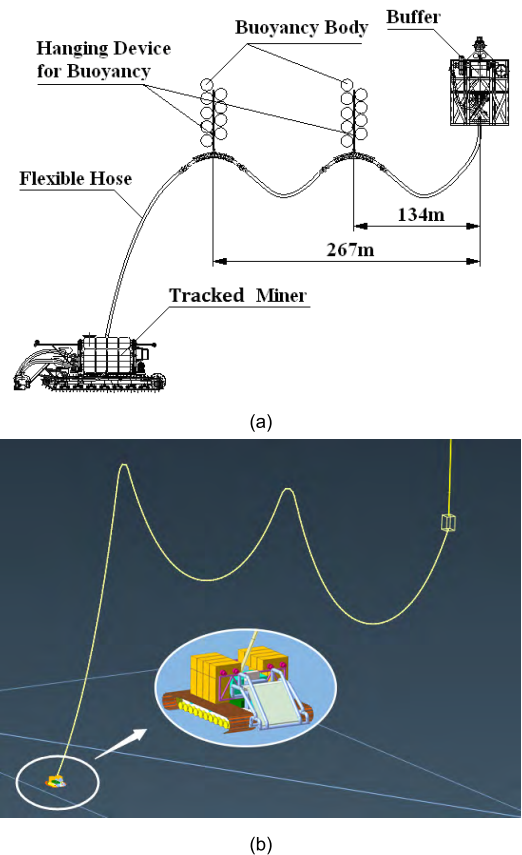 Buffer
Buoyancy Body
Hanging Device
for Buoyancy
Flexible Hose
134m
267m
Tracked Miner
(a)
(b)